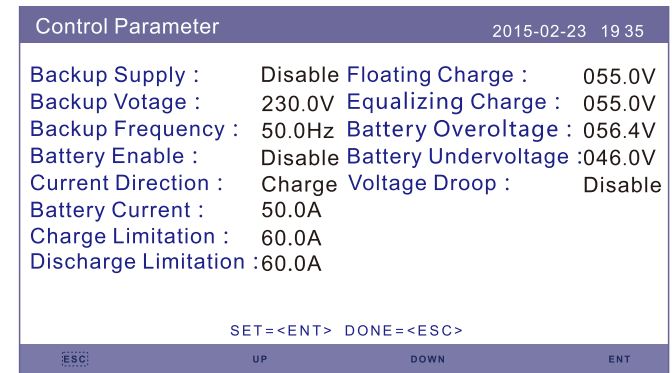 Control Parameter 2015-02-23 19 35
Backup Supply : Disable Floating Charge : 055.0V
Backup Votage : 230.0V Equalizing Charge : 055.0V
Backup Frequency : 50.0Hz Battery Overoltage : 056.4V
Battery Enable : Disable Battery Undervoltage :046.0V
Current Direction : Charge Voltage Droop : Disable
Battery Current : 50.0A
Charge Limitation : 60.0A
Discharge Limitation :60.0A
SET=<ENT> DONE=<ESC>
ESC UP DOWN ENT